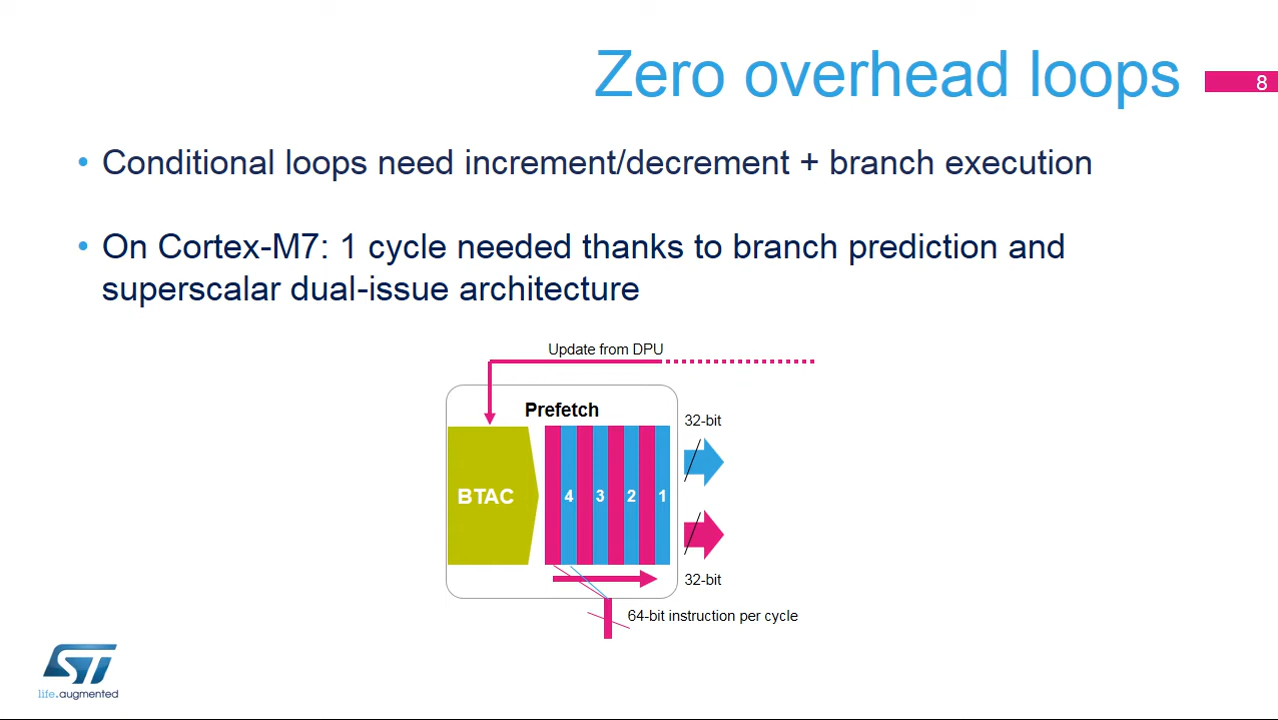 Zero overhead loops
8
• Conditional loops need increment/decrement + branch execution
• On Cortex-M7: 1 cycle needed thanks to branch prediction and
superscalar dual-issue architecture
Update from DPU
Prefetch
32-bit
BTAC
4 3 2 1
32-bit
64-bit instruction per cycle
ST
life.augmented